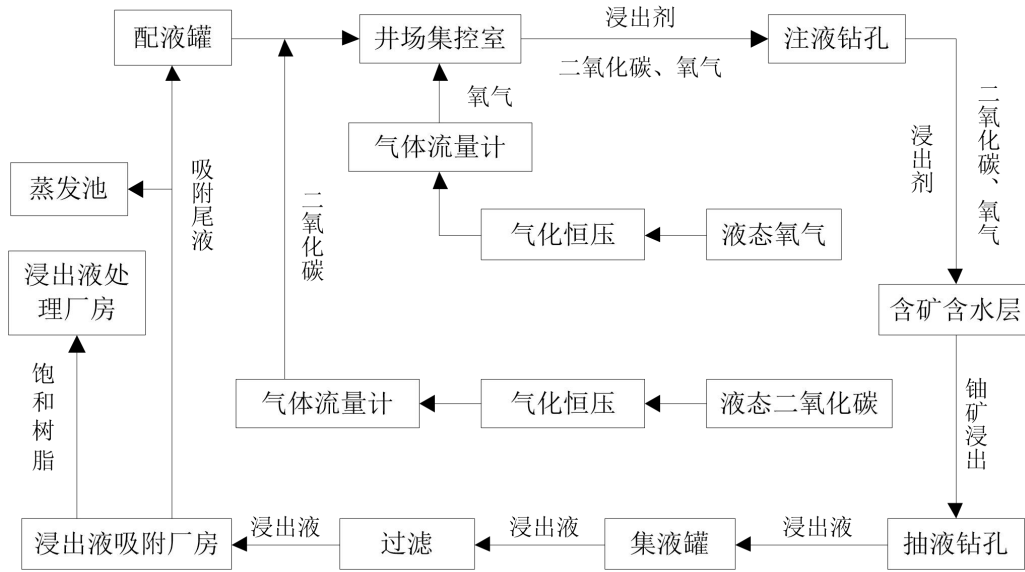 配液罐
井场集控室
浸出剂
二氧化碳、氧气
注液钻孔
氧气
气体流量计
二氧化碳、氧气
浸出剂
蒸发池
吸附尾液
二氧化碳
气化恒压
液态氧气
浸出液处
理厂房
含矿含水层
饱和树脂
气体流量计
气化恒压
液态二氧化碳
铀矿浸出
浸出液吸附厂房
浸出液
过滤
浸出液
集液罐
浸出液
抽液钻孔